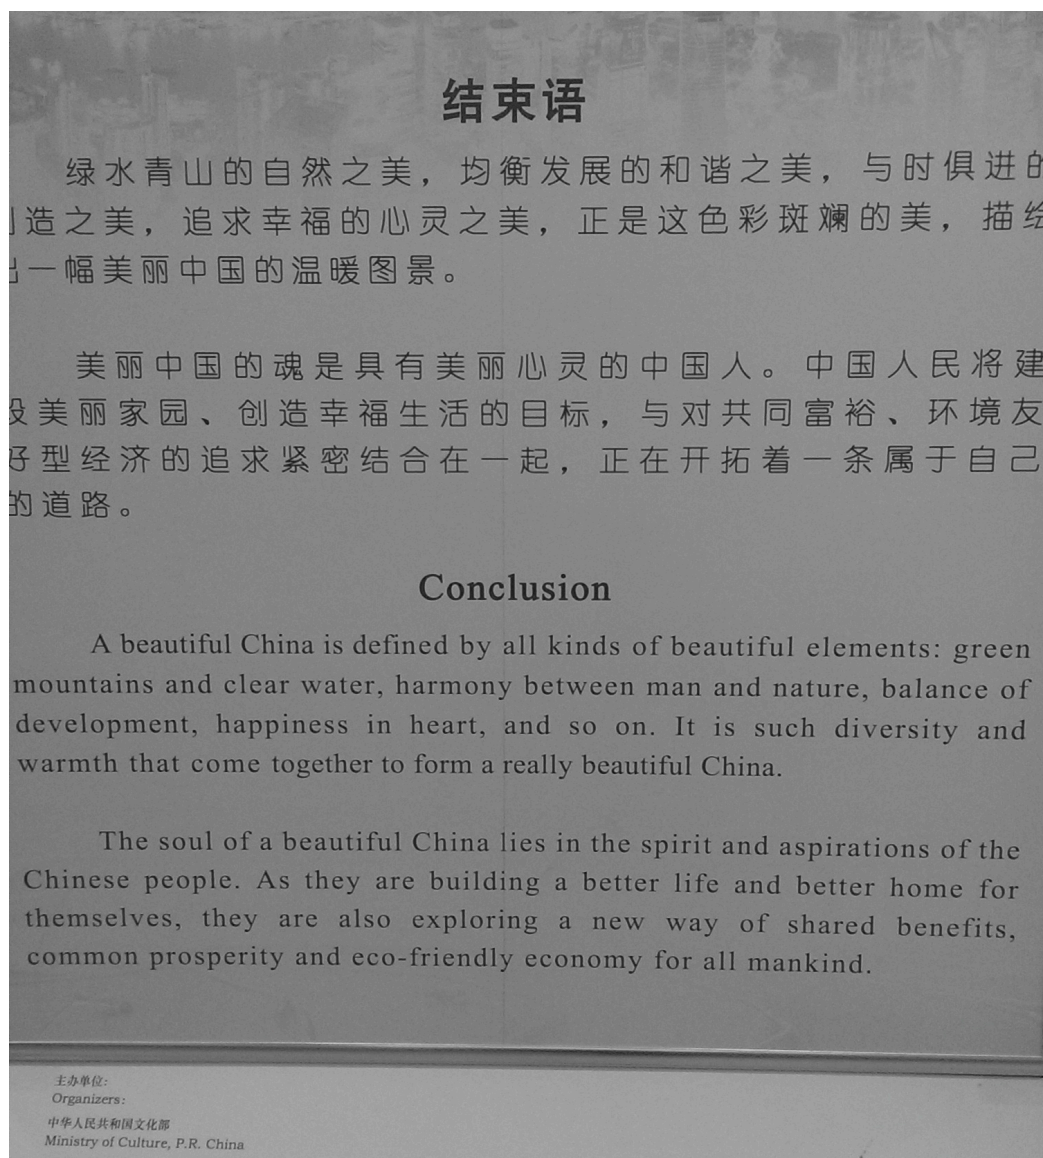 结束语
绿水青山的自然之美，均衡发展的和谐之美，与时俱进的
创造之美，追求幸福的心灵之美，正是这色彩斑斓的美，描绘
出一幅美丽中国的温暖图景。
美丽中国的魂是具有美丽心灵的中国人。中国人民将建
设美丽家园、创造幸福生活的目标，与对共同富裕、环境友
好型经济的追求紧密结合在一起，正在开拓着一条属于自己
的道路。
Conclusion
A beautiful China is defined by all kinds of beautiful elements: green
mountains and clear water, harmony between man and nature, balance of
development, happiness in heart, and so on. It is such diversity and
warmth that come together to form a really beautiful China.
The soul of a beautiful China lies in the spirit and aspirations of the
Chinese people. As they are building a better life and better home for
themselves, they are also exploring a new way of shared benefits,
common prosperity and eco-friendly economy for all mankind.
主办单位:
Organizers:
中华人民共和国文化部
Ministry of Culture, P.R. China